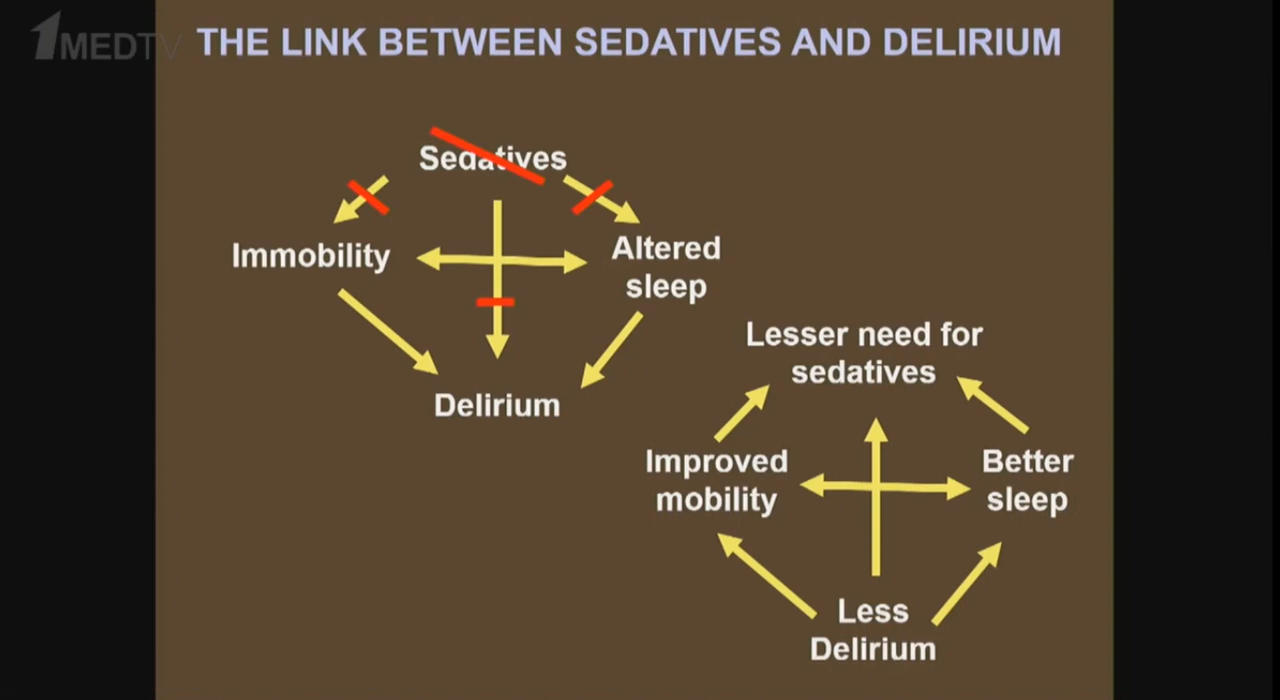 1MEDTV
THE LINK BETWEEN SEDATIVES AND DELIRIUM
Sedatives
Immobility
Altered
sleep
Delirium
Lesser need for
sedatives
Improved
mobility
Better
sleep
Less
Delirium